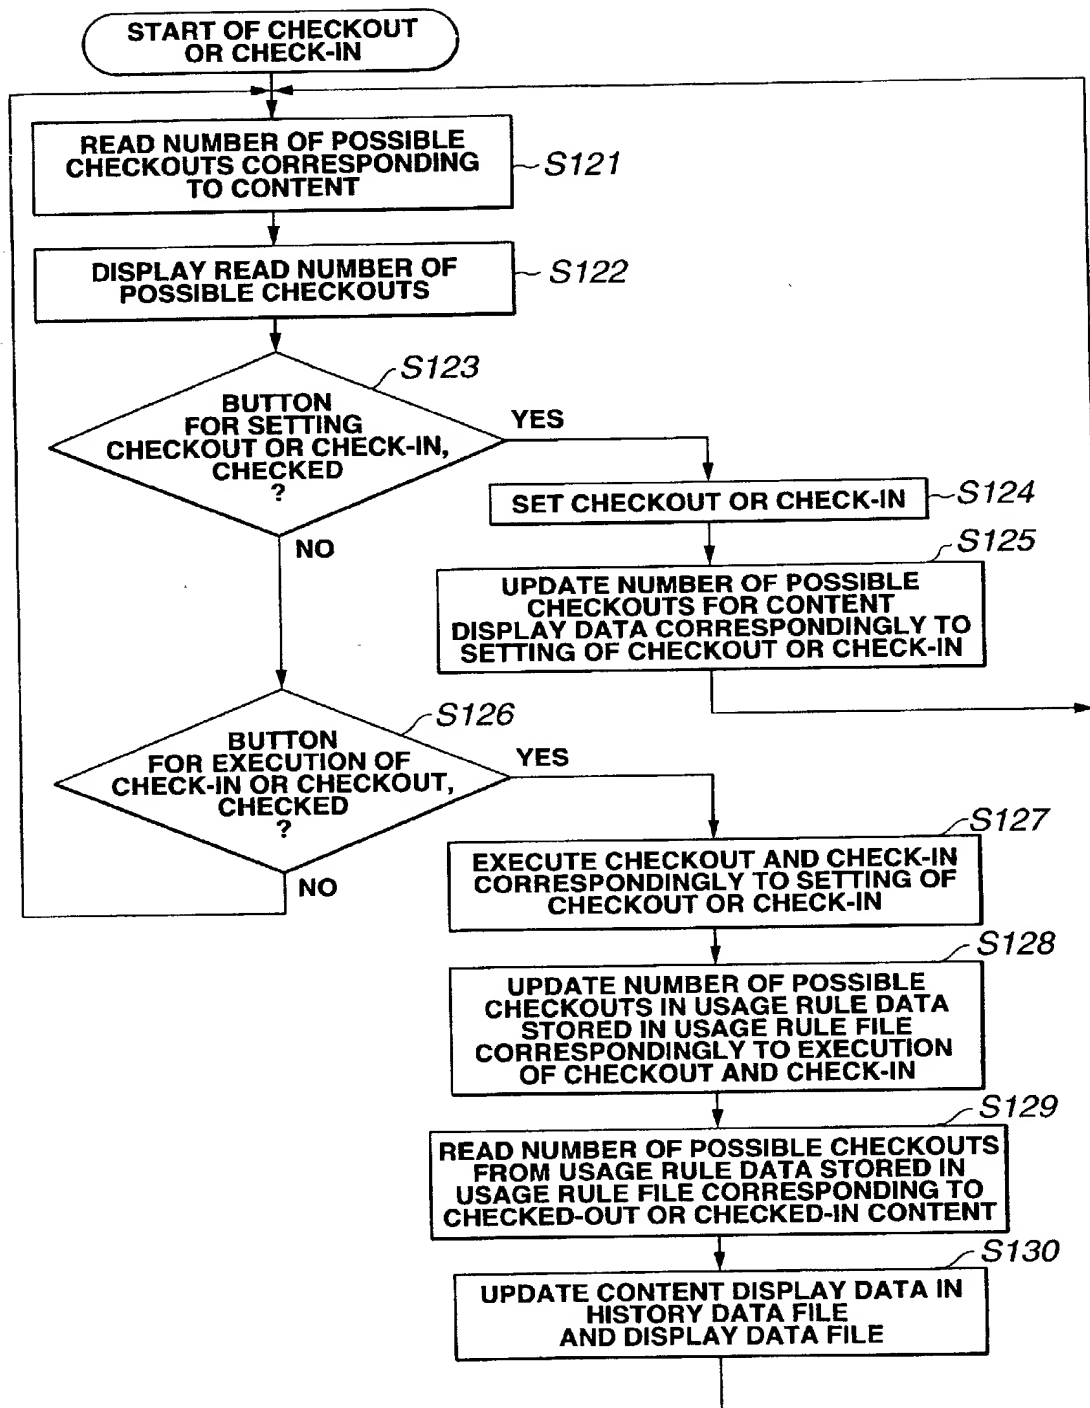 START OF CHECKOUT
OR CHECK-IN
READ NUMBER OF POSSIBLE
CHECKOUTS CORRESPONDING
TO CONTENT
S121
DISPLAY READ NUMBER OF
POSSIBLE CHECKOUTS
S122
S123
BUTTON
FOR SETTING
CHECKOUT OR CHECK-IN,
CHECKED
?
YES
NO
SET CHECKOUT OR CHECK-IN
S124
S125
UPDATE NUMBER OF POSSIBLE
CHECKOUTS FOR CONTENT
DISPLAY DATA CORRESPONDINGLY TO
SETTING OF CHECKOUT OR CHECK-IN
S126
BUTTON
FOR EXECUTION OF
CHECK-IN OR CHECKOUT,
CHECKED
?
YES
NO
S127
EXECUTE CHECKOUT AND CHECK-IN
CORRESPONDINGLY TO SETTING OF
CHECKOUT OR CHECK-IN
S128
UPDATE NUMBER OF POSSIBLE
CHECKOUTS IN USAGE RULE DATA
STORED IN USAGE RULE FILE
CORRESPONDINGLY TO EXECUTION
OF CHECKOUT AND CHECK-IN
S129
READ NUMBER OF POSSIBLE CHECKOUTS
FROM USAGE RULE DATA STORED IN
USAGE RULE FILE CORRESPONDING TO
CHECKED-OUT OR CHECKED-IN CONTENT
S130
UPDATE CONTENT DISPLAY DATA IN
HISTORY DATA FILE
AND DISPLAY DATA FILE